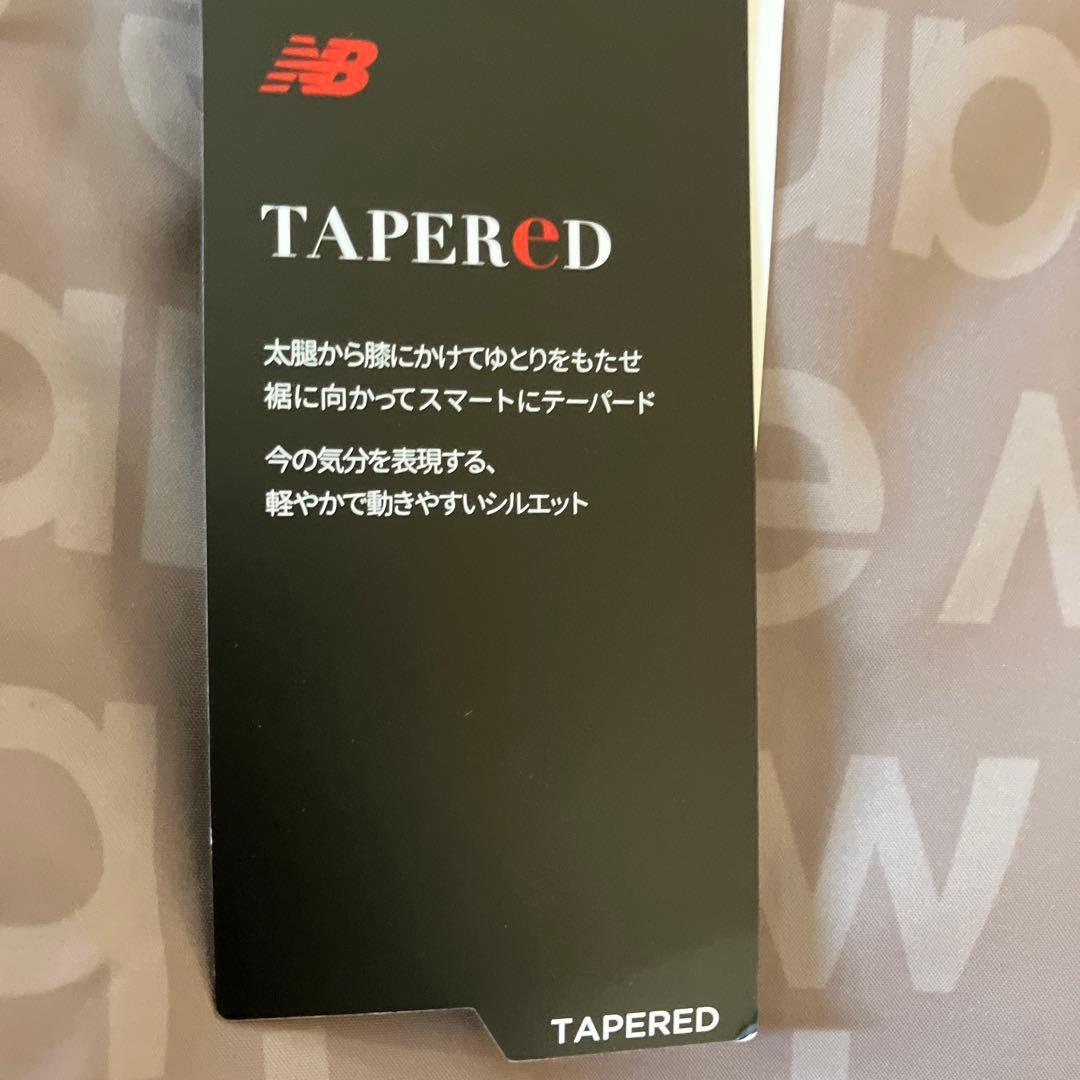 NB
TAPEReD
太腿から膝にかけてゆとりをもたせ
裾に向かってスマートにテーパード
今の気分を表現する、
軽やかで動きやすいシルエット
TAPERED
ew
w